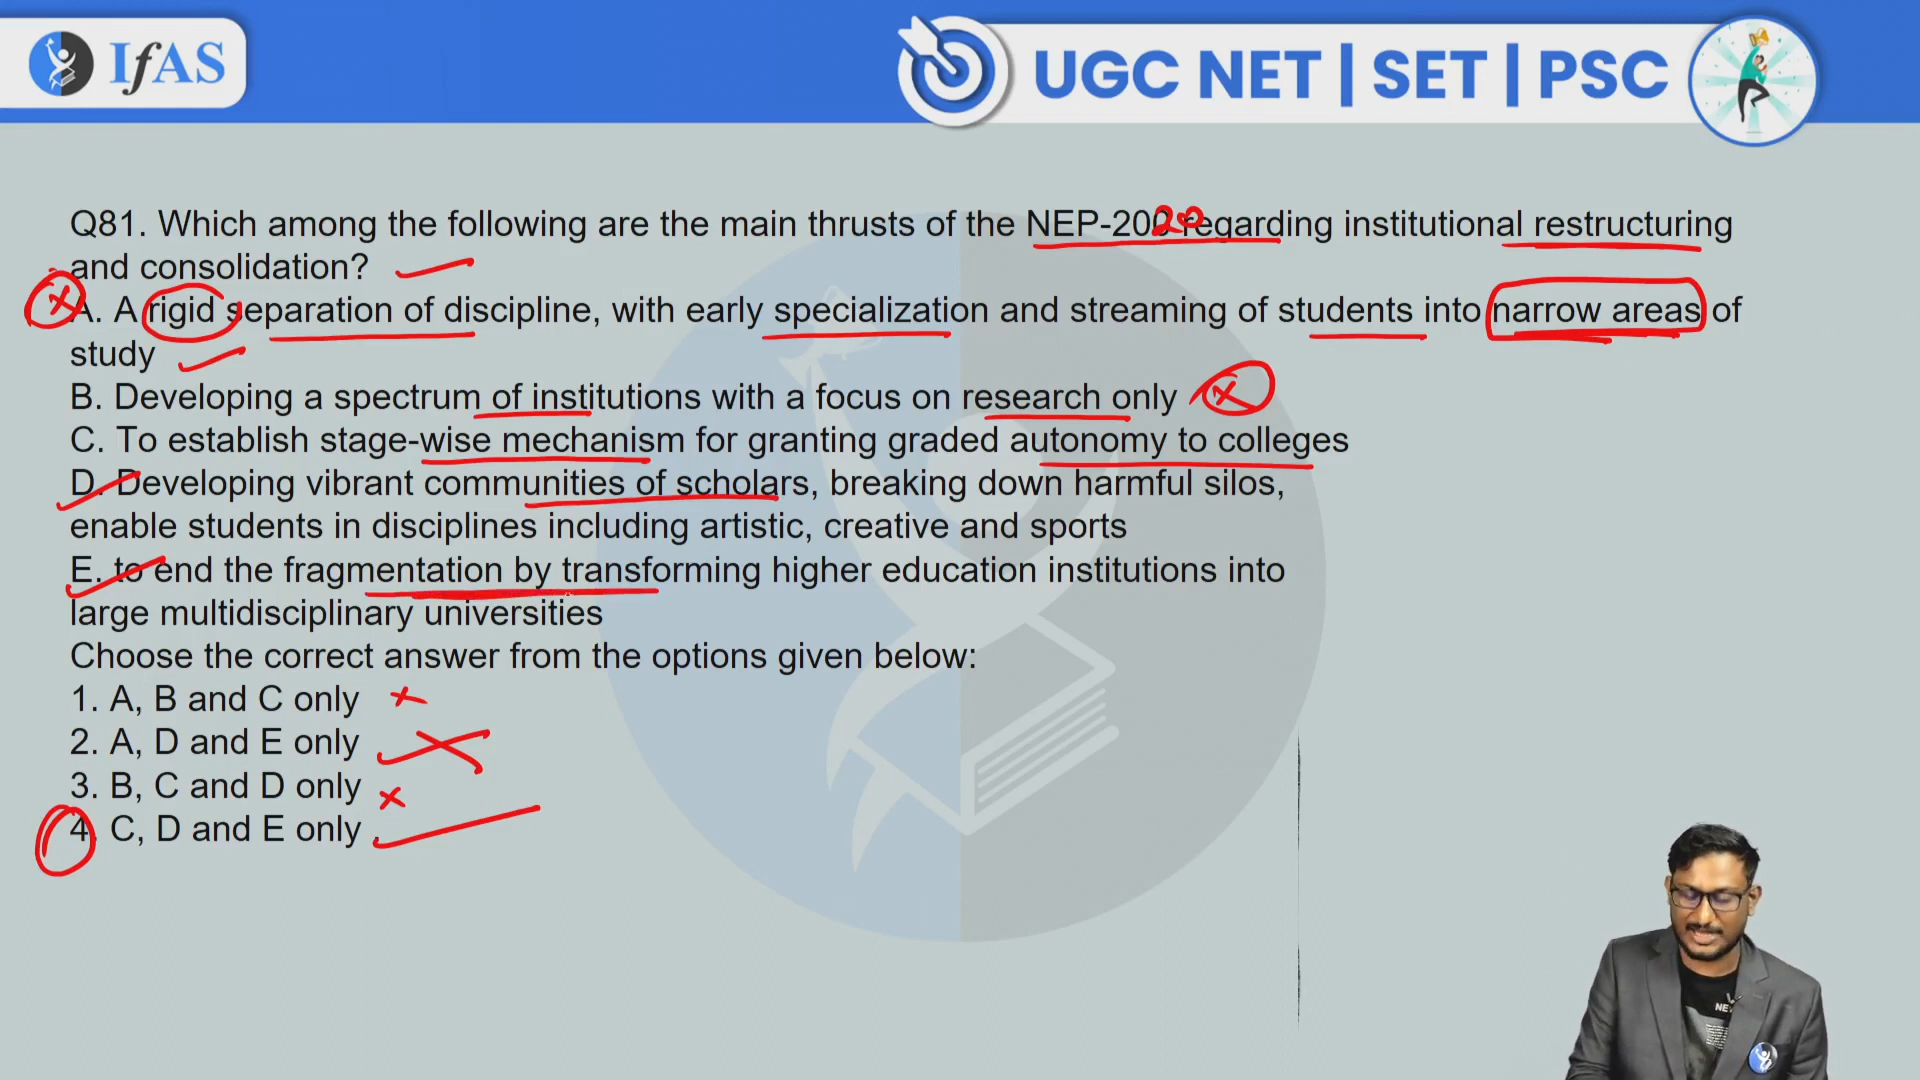 IfAS
UGC NET | SET | PSC
Q81. Which among the following are the main thrusts of the NEP-2020 regarding institutional restructuring
and consolidation?
A. A rigid separation of discipline, with early specialization and streaming of students into narrow areas of
study
B. Developing a spectrum of institutions with a focus on research only
C. To establish stage-wise mechanism for granting graded autonomy to colleges
D. Developing vibrant communities of scholars, breaking down harmful silos,
enable students in disciplines including artistic, creative and sports
E. to end the fragmentation by transforming higher education institutions into
large multidisciplinary universities
Choose the correct answer from the options given below:
1. A, B and C only
2. A, D and E only
3. B, C and D only
4. C, D and E only